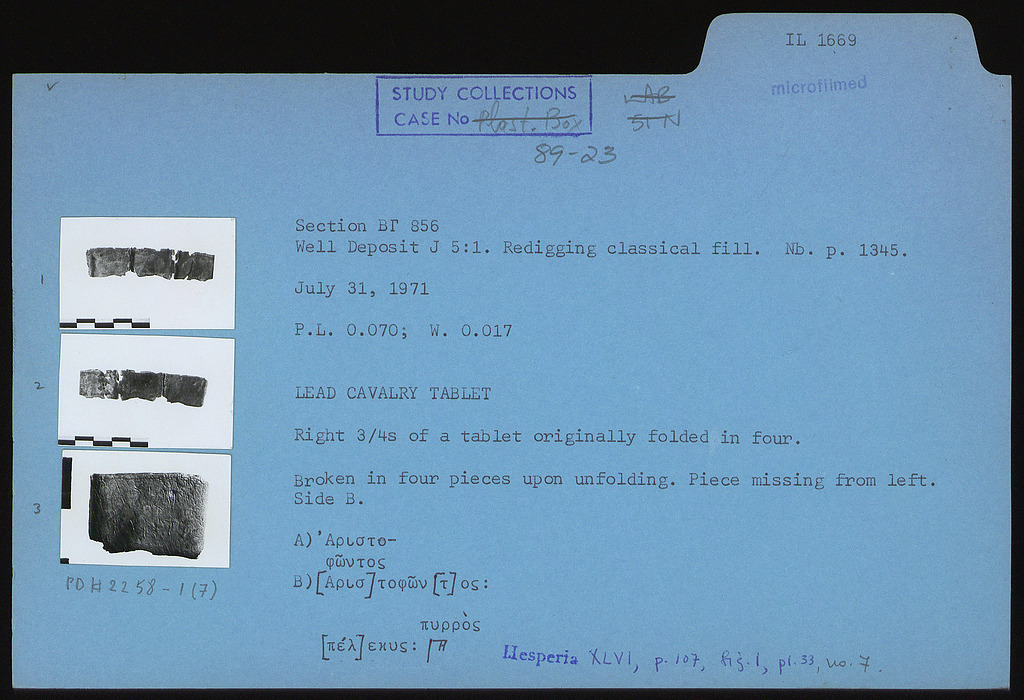 IL 1669
microfilmed
STUDY COLLECTIONS
CASE No Plast. Box
LAB
ST N
89-23
Section ΒΓ 856
Well Deposit J 5:1. Redigging classical fill. Nb. p. 1345.
July 31, 1971
P.L. 0.070; W. 0.017
LEAD CAVALRY TABLET
Right 3/4s of a tablet originally folded in four.
Broken in four pieces upon unfolding. Piece missing from left.
Side B.
A) Ἀριστο-
φῶντος
B)[Ἀρισ]τοφῶν[τ]ος:
πυρρὸς
[πέλ]εκυς:
Hesperia XLVI, p. 107, fig. 1, pl. 33, no. 7.
1
2
3
PD# 2258-1(7)